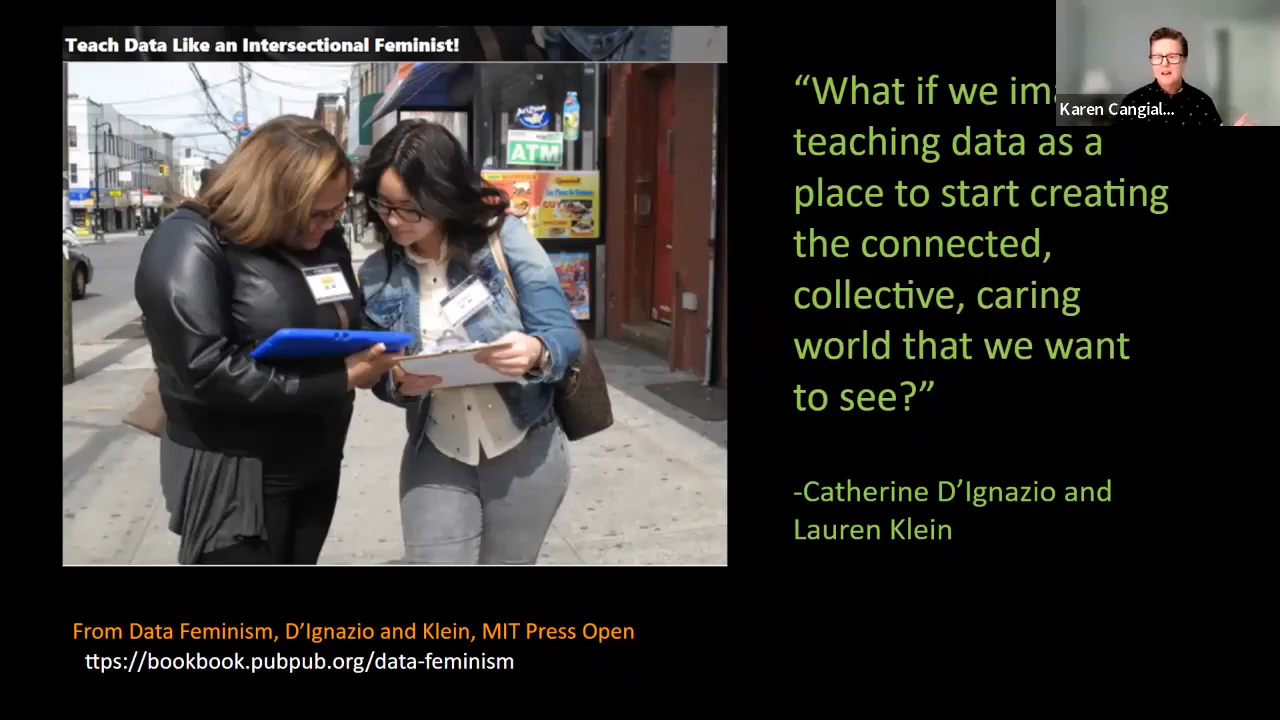 Teach Data Like an Intersectional Feminist!
ATM
“What if we
teaching data as a
place to start creating
the connected,
collective, caring
world that we want
to see?”
Karen Cangial...
-Catherine D’Ignazio and
Lauren Klein
From Data Feminism, D’Ignazio and Klein, MIT Press Open
ttps://bookbook.pubpub.org/data-feminism